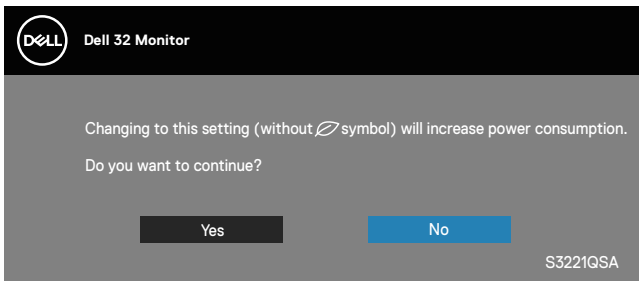 DELL
Dell 32 Monitor
Changing to this setting (without symbol) will increase power consumption.
Do you want to continue?
Yes
No
S3221QSA